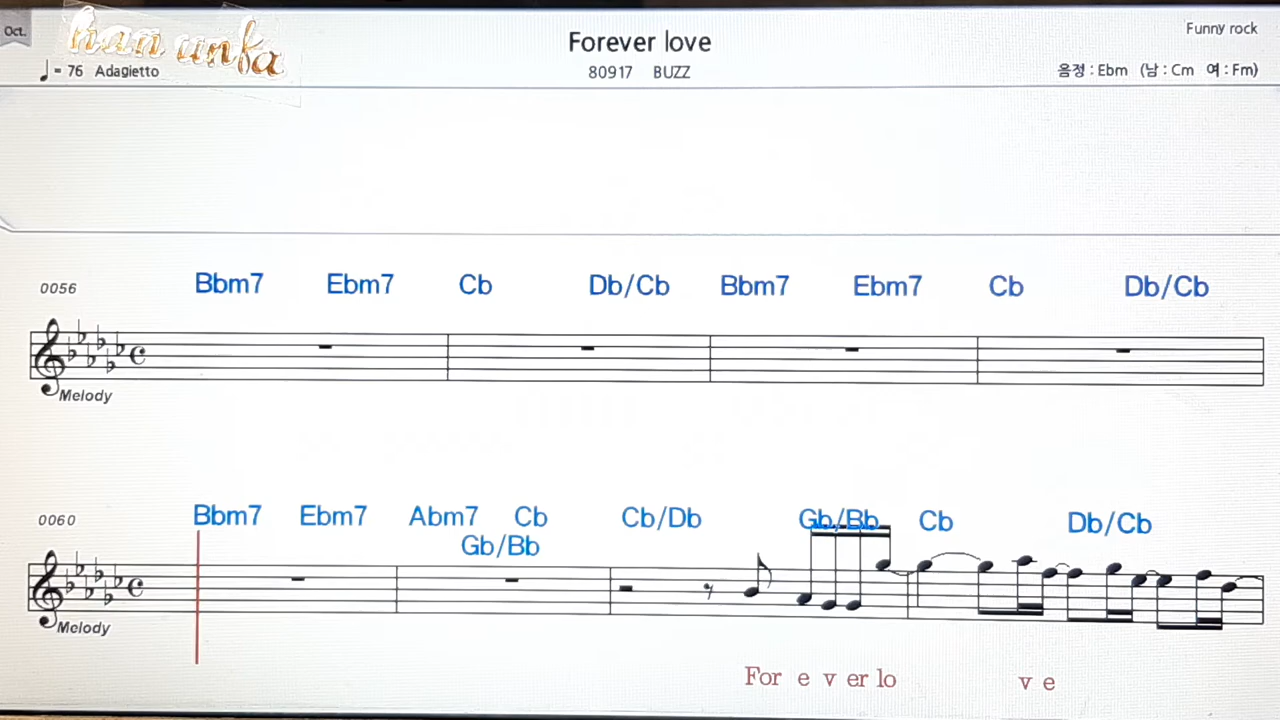 Oct.
han unfa
Forever love
Funny rock
= 76 Adagietto
80917 BUZZ
음정 : Ebm (남 : Cm 여 : Fm)
0056
Bbm7 Ebm7 Cb Db/Cb Bbm7 Ebm7 Cb Db/Cb
Melody
0060
Bbm7 Ebm7 Abm7 Cb Cb/Db Gb/Bb Cb Db/Cb
Gb/Bb
Melody
For e v er lo v e